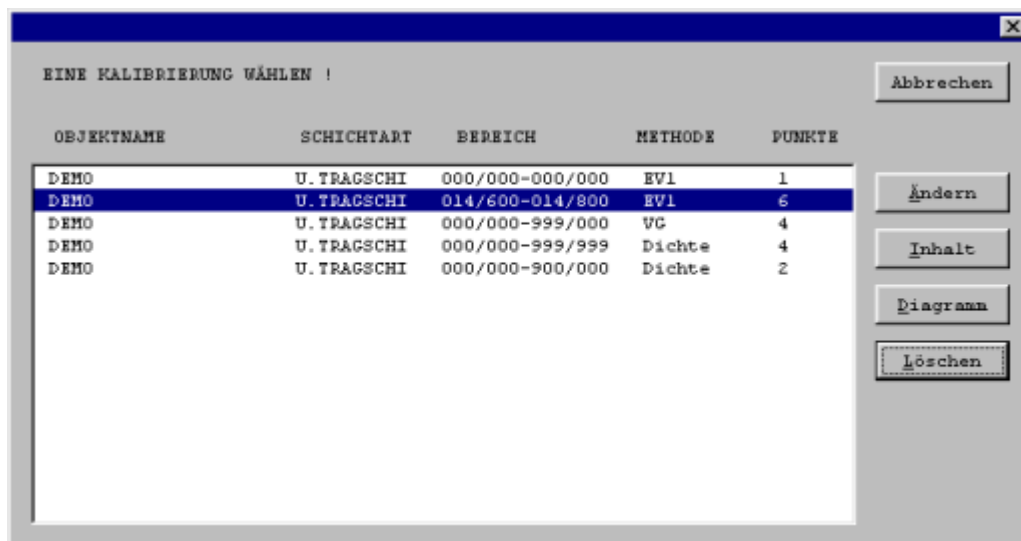 EINE KALIBRIERUNG WÄHLEN !
Abbrechen
OBJEKTNAME SCHICHTART BEREICH METHODE PUNKTE
DEMO U.TRAGSCHI 000/000-000/000 EV1 1
DEMO U.TRAGSCHI 014/600-014/800 EV1 6
DEMO U.TRAGSCHI 000/000-999/000 VG 4
DEMO U.TRAGSCHI 000/000-999/999 Dichte 4
DEMO U.TRAGSCHI 000/000-900/000 Dichte 2
Ändern
Inhalt
Diagramm
Löschen